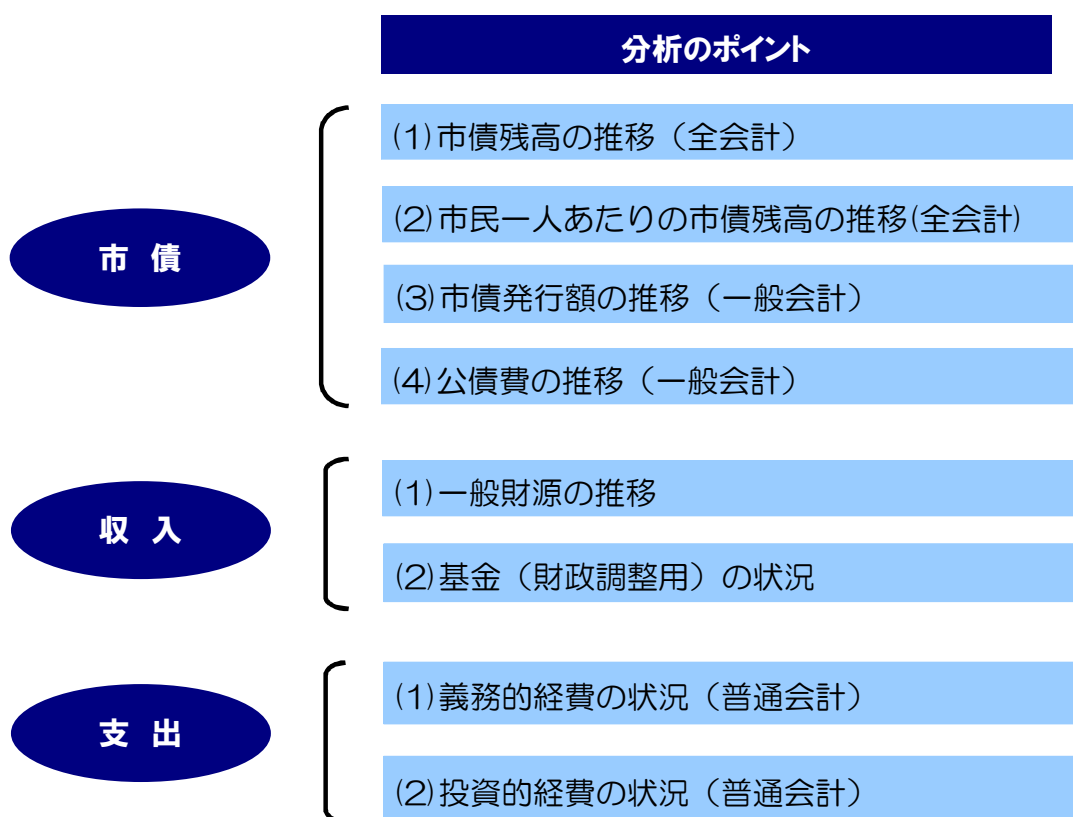 分析のポイント
市 債
(1)市債残高の推移（全会計）
(2)市民一人あたりの市債残高の推移(全会計)
(3)市債発行額の推移（一般会計）
(4)公債費の推移（一般会計）
収 入
(1)一般財源の推移
(2)基金（財政調整用）の状況
支 出
(1)義務的経費の状況（普通会計）
(2)投資的経費の状況（普通会計）